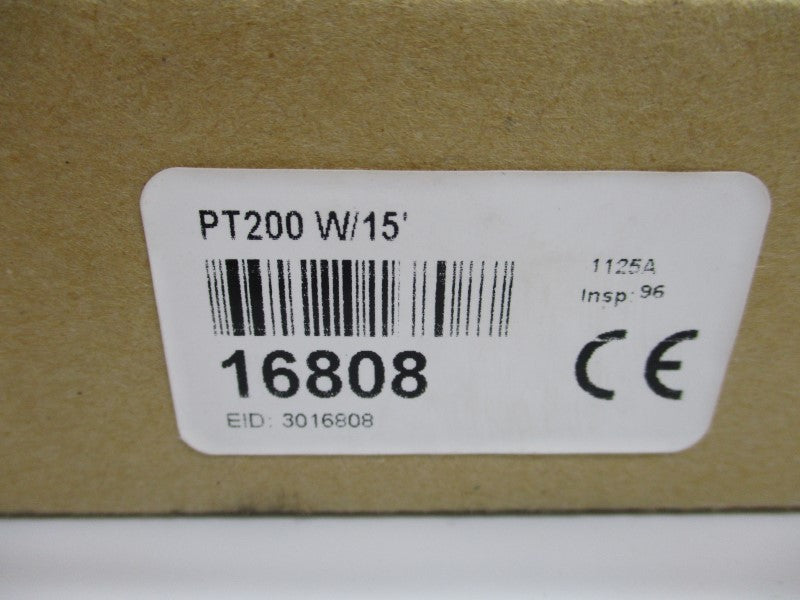 PT200 W/15'
1125A
Insp: 96
16808
CE
EID: 3016808